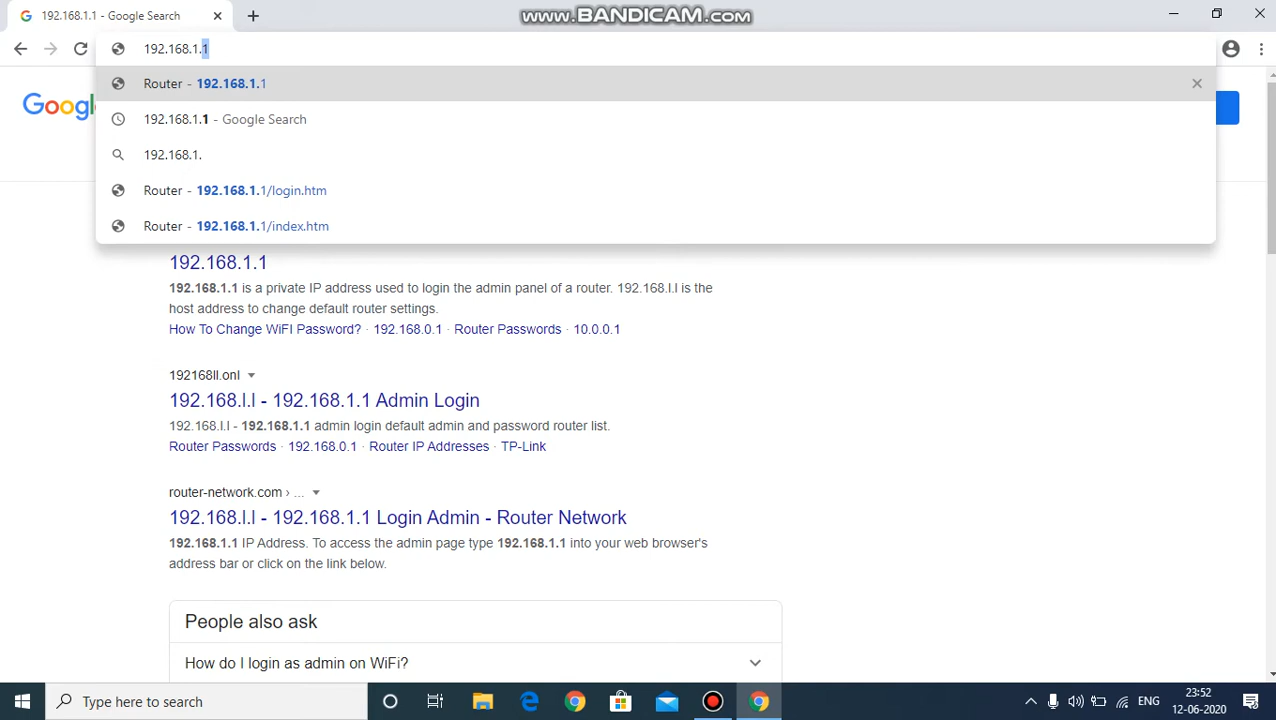 192.168.1.1 - Google Search
www.BANDICAM.com
192.168.1.1
Router - 192.168.1.1
Google
192.168.1.1 - Google Search
192.168.1.
Router - 192.168.1.1/login.htm
Router - 192.168.1.1/index.htm
192.168.1.1
192.168.1.1 is a private IP address used to login the admin panel of a router. 192.168.l.l is the
host address to change default router settings.
How To Change WiFI Password? · 192.168.0.1 · Router Passwords · 10.0.0.1
192168ll.onl
192.168.l.l - 192.168.1.1 Admin Login
192.168.l.l - 192.168.1.1 admin login default admin and password router list.
Router Passwords · 192.168.0.1 · Router IP Addresses · TP-Link
router-network.com › ...
192.168.l.l - 192.168.1.1 Login Admin - Router Network
192.168.1.1 IP Address. To access the admin page type 192.168.1.1 into your web browser's
address bar or click on the link below.
People also ask
How do I login as admin on WiFi?
Type here to search
ENG
23:52
12-06-2020